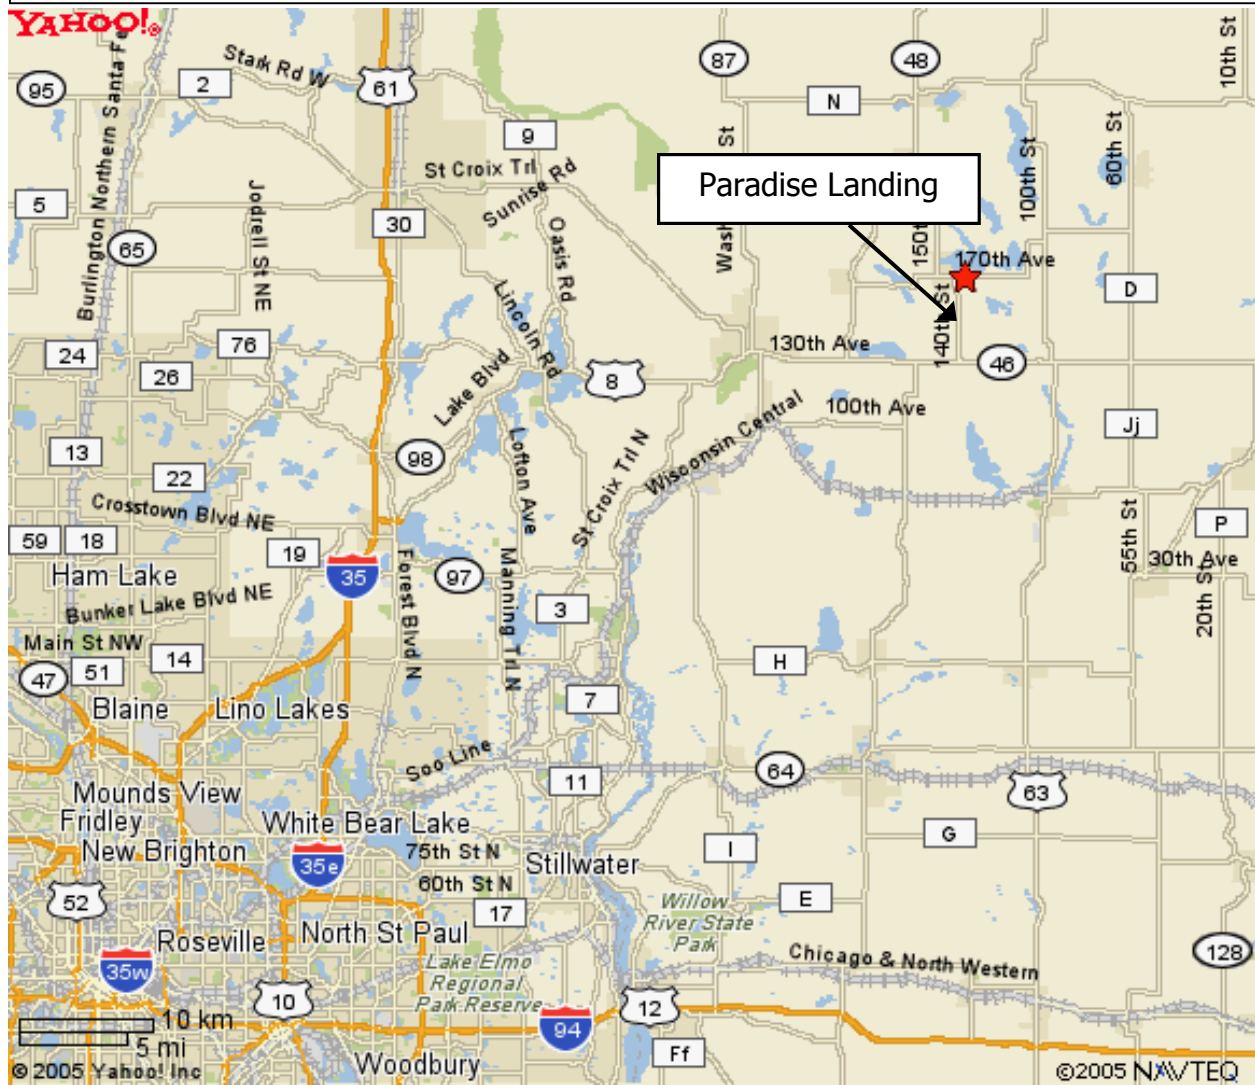 YAHOO!®
Stark Rd W
87
48
10th St
95
2
61
N
Burlington Northern Santa Fe
9
St
60th St
100th St
St Croix Trl
Paradise Landing
5
Jodrell St NE
30
Sunrise Rd
Oasis Rd
Wash
150th
65
170th Ave
D
Lincoln Rd
140th St
24
76
130th Ave
46
26
Lake Blvd
8
100th Ave
Jj
13
98
Lofton Ave
St Croix Trl N
Wisconsin Central
22
Crosstown Blvd NE
55th St
P
59
18
19
35
Forest Blvd N
97
Manning Trl N
30th Ave
Ham Lake
20th St
Bunker Lake Blvd NE
3
Main St NW
51
14
H
47
7
Blaine
Lino Lakes
Soo Line
64
11
63
Mounds View
Fridley
White Bear Lake
G
New Brighton
35e
75th St N
Stillwater
I
60th St N
52
17
Willow
River State
Park
E
Roseville
North St Paul
128
35w
Lake Elmo
Regional
Park Reserve
Chicago & North Western
10
12
10 km
94
5 mi
Ff
Woodbury
© 2005 Yahoo! Inc
©2005 NAVTEQ